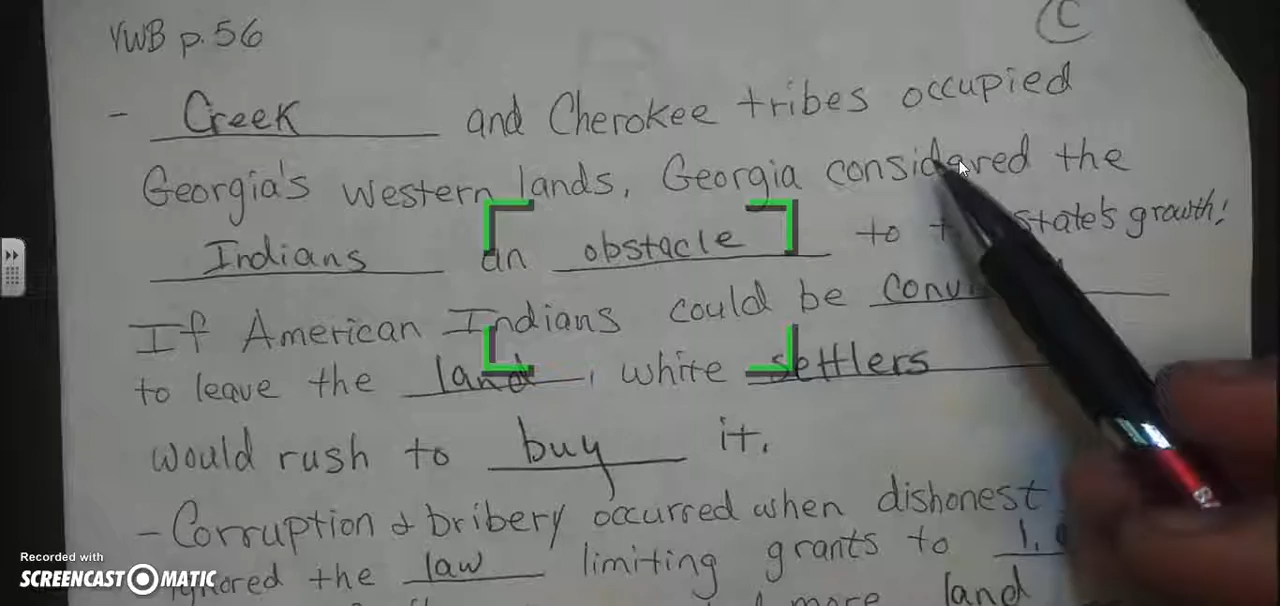 YWB p.56
C
- Creek and Cherokee tribes occupied
Georgia's western lands. Georgia considered the
Indians an obstacle to state's growth!
If American Indians could be
to leave the land, white settlers
would rush to buy it.
- Corruption & bribery occurred when dishonest
the law limiting grants to
more land
Recorded with
SCREENCAST MATIC